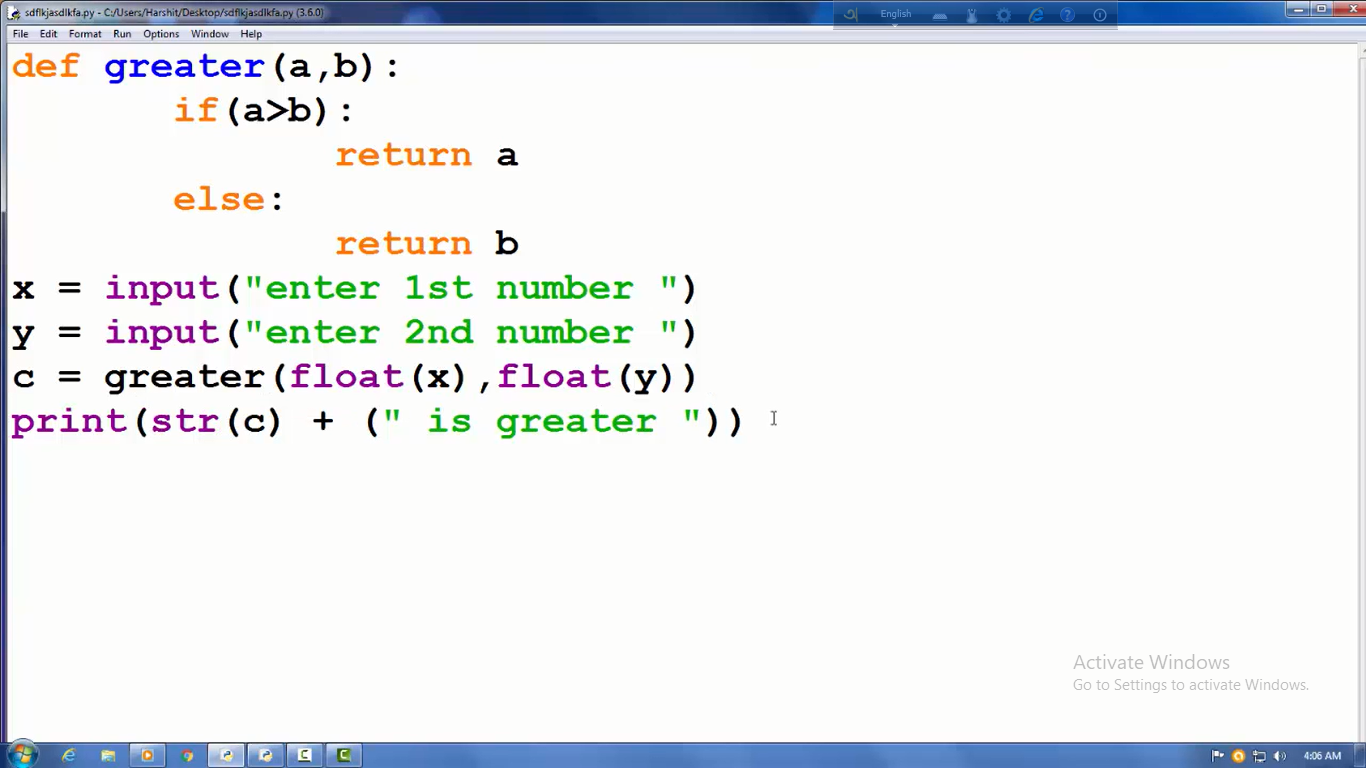 sdflkjasdlkfa.py - C:/Users/Harshit/Desktop/sdflkjasdlkfa.py (3.6.0)
English
File Edit Format Run Options Window Help
def greater(a,b):
if(a>b):
return a
else:
return b
x = input("enter 1st number ")
y = input("enter 2nd number ")
c = greater(float(x),float(y))
print(str(c) + (" is greater "))
Activate Windows
Go to Settings to activate Windows.
4:06 AM